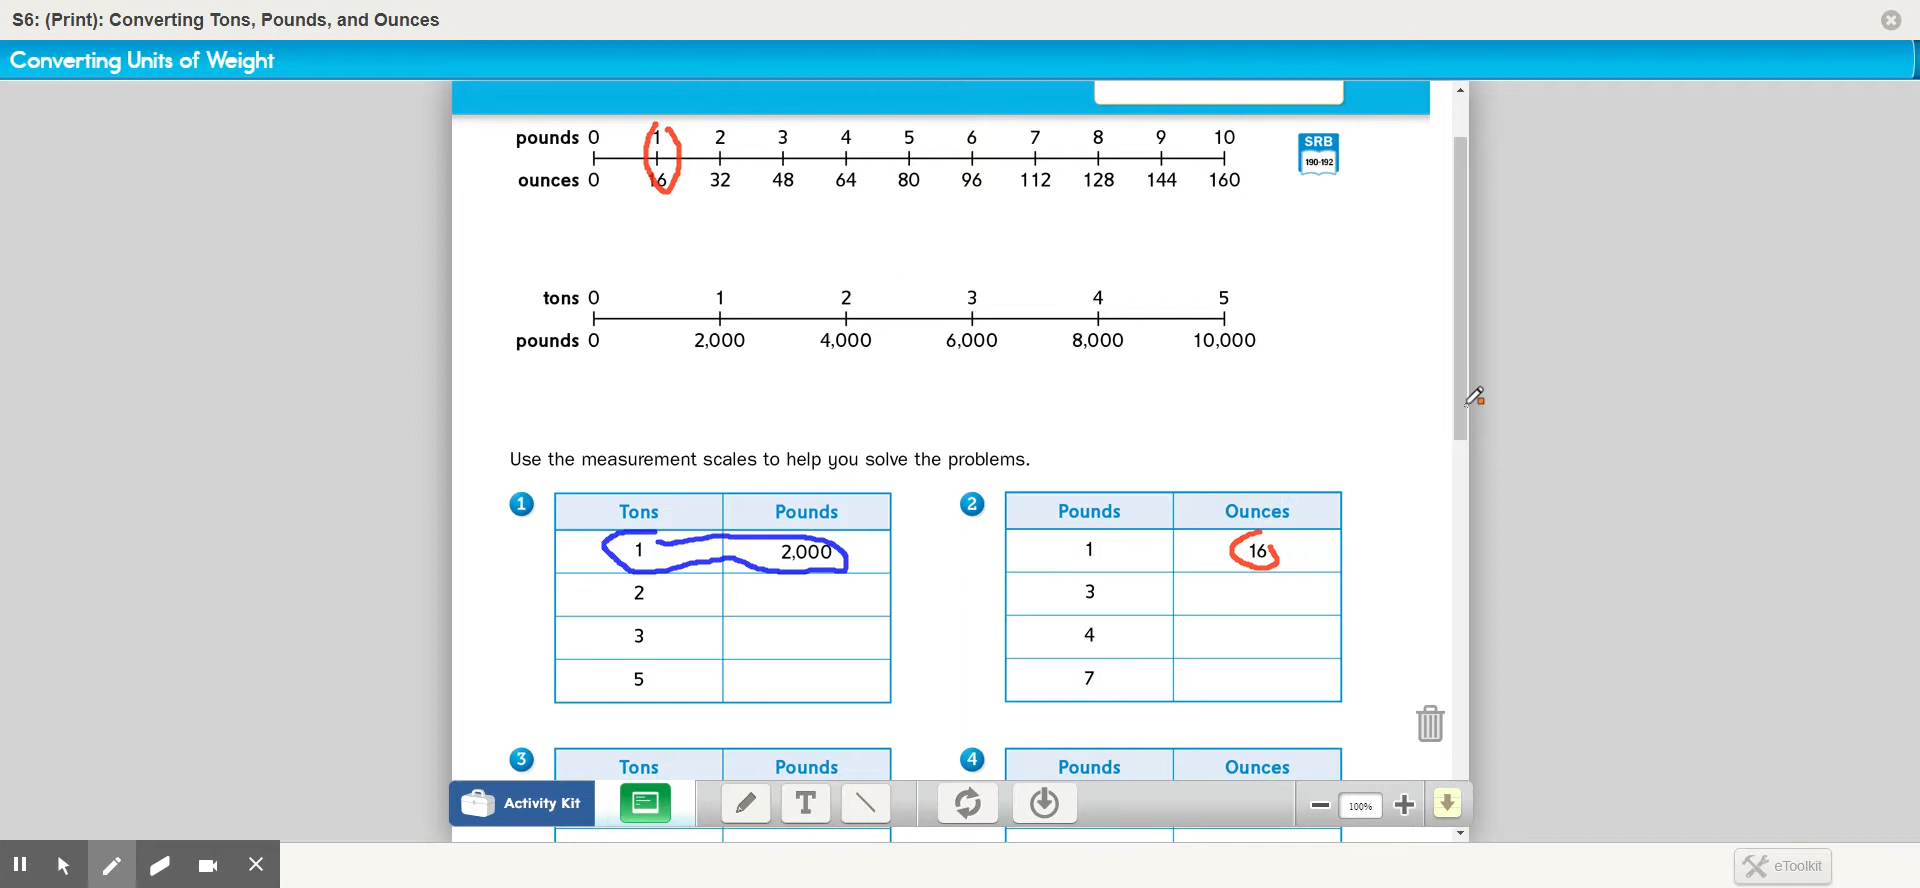 S6: (Print): Converting Tons, Pounds, and Ounces
Converting Units of Weight
pounds 0 1 2 3 4 5 6 7 8 9 10
ounces 0 16 32 48 64 80 96 112 128 144 160
SRB
190-192
tons 0 1 2 3 4 5
pounds 0 2,000 4,000 6,000 8,000 10,000
Use the measurement scales to help you solve the problems.
1
Tons Pounds
1 2,000
2
3
5
2
Pounds Ounces
1 16
3
4
7
3
Tons Pounds
4
Pounds Ounces
Activity Kit
T
100%
eToolkit